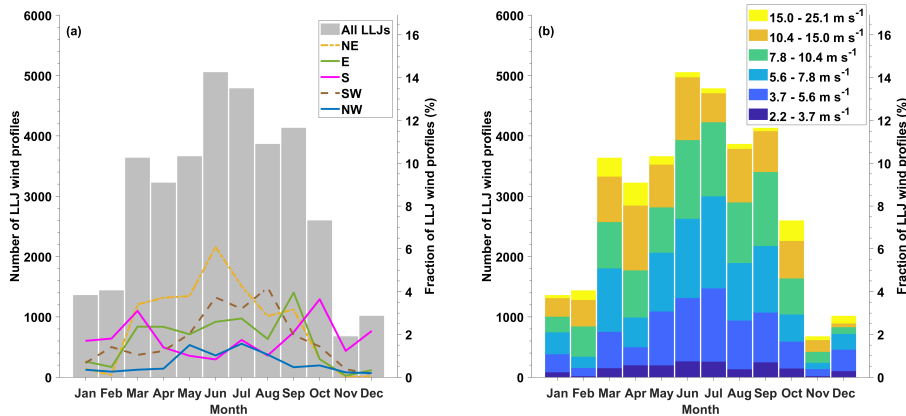 (a)
All LLJs
NE
E
S
SW
NW
Number of LLJ wind profiles
6000
5000
4000
3000
2000
1000
0
Fraction of LLJ wind profiles (%)
16
14
12
10
8
6
4
2
0
Jan Feb Mar Apr May Jun Jul Aug Sep Oct Nov Dec
Month
(b)
15.0 - 25.1 m s⁻¹
10.4 - 15.0 m s⁻¹
7.8 - 10.4 m s⁻¹
5.6 - 7.8 m s⁻¹
3.7 - 5.6 m s⁻¹
2.2 - 3.7 m s⁻¹
Number of LLJ wind profiles
6000
5000
4000
3000
2000
1000
0
Fraction of LLJ wind profiles (%)
16
14
12
10
8
6
4
2
0
Jan Feb Mar Apr May Jun Jul Aug Sep Oct Nov Dec
Month